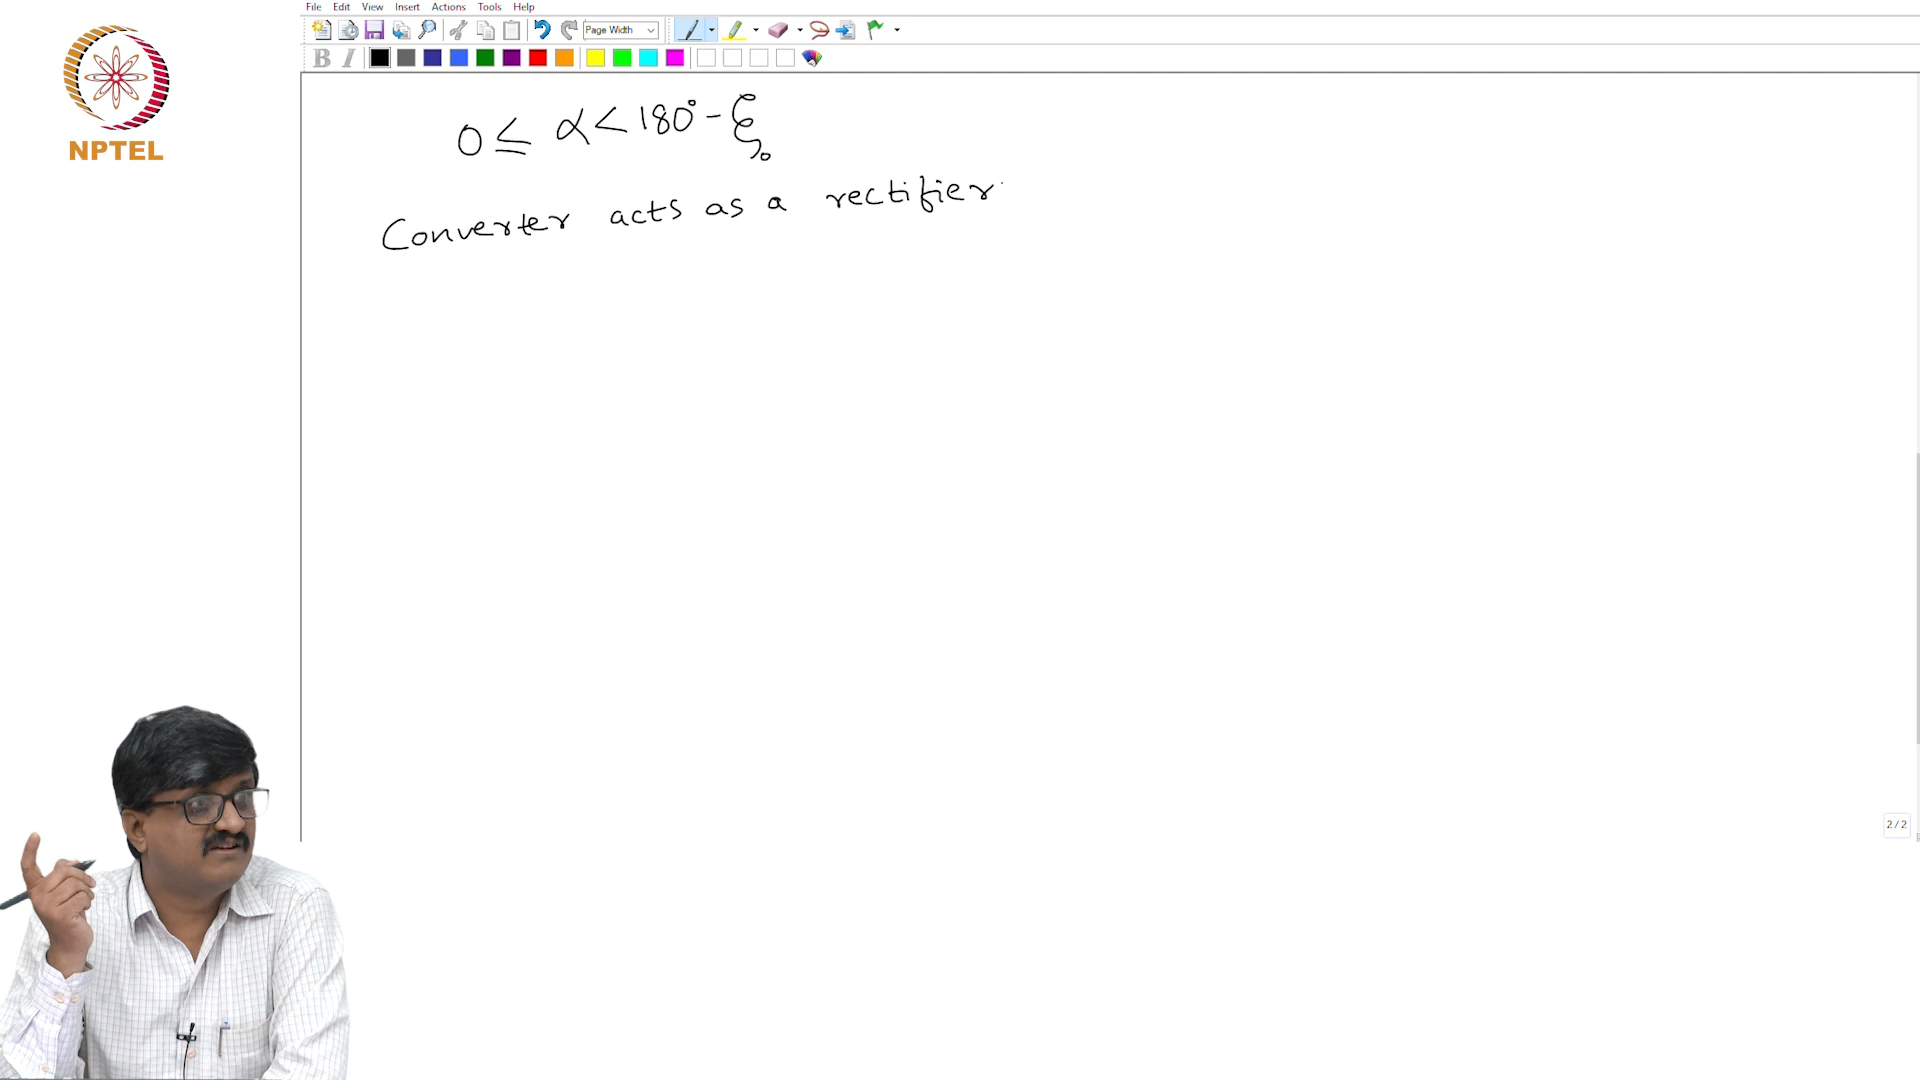 File Edit View Insert Actions Tools Help
Page Width
B I
NPTEL
0 ≤ α < 180° - ξ₀
Converter acts as a rectifier
2 / 2